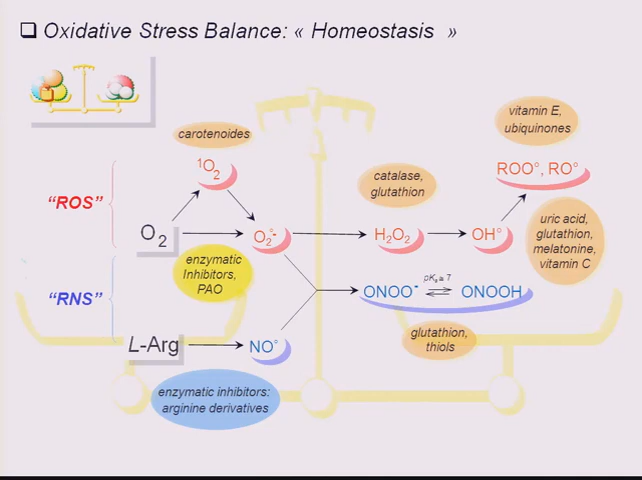 ❑ Oxidative Stress Balance: « Homeostasis »
vitamin E,
ubiquinones
carotenoides
¹O₂
catalase,
glutathion
ROO°, RO°
“ROS”
O₂
O₂°⁻
H₂O₂
OH°
uric acid,
glutathion,
melatonine,
vitamin C
enzymatic
Inhibitors,
PAO
“RNS”
ONOO⁻
pKₐ ≅ 7
ONOOH
L-Arg
NO°
glutathion,
thiols
enzymatic inhibitors:
arginine derivatives